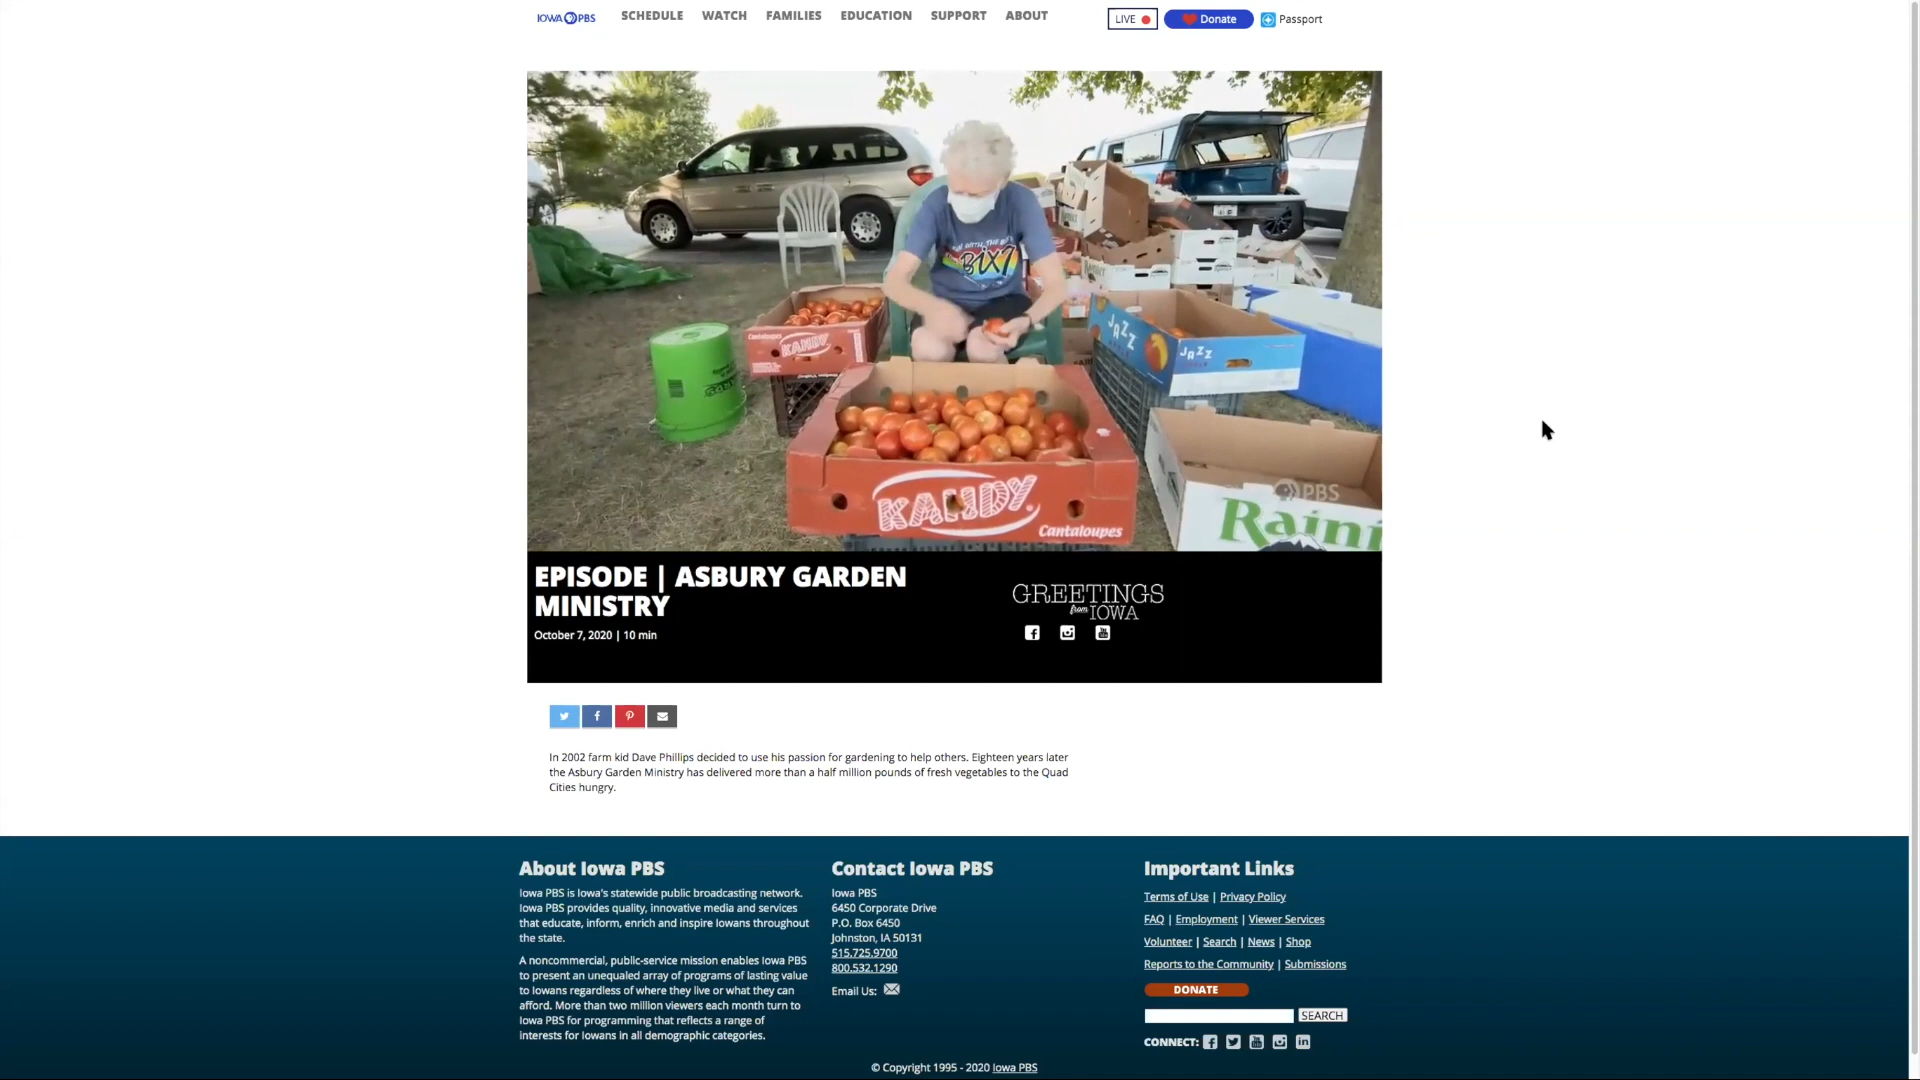 IOWA PBS
SCHEDULE WATCH FAMILIES EDUCATION SUPPORT ABOUT
LIVE Donate Passport
BIX7
KANDY
Cantaloupes
JAZZ
JAZZ
KANDY
Cantaloupes
PBS
EPISODE | ASBURY GARDEN
MINISTRY
October 7, 2020 | 10 min
GREETINGS
from IOWA
In 2002 farm kid Dave Phillips decided to use his passion for gardening to help others. Eighteen years later
the Asbury Garden Ministry has delivered more than a half million pounds of fresh vegetables to the Quad
Cities hungry.
About Iowa PBS
Iowa PBS is Iowa's statewide public broadcasting network.
Iowa PBS provides quality, innovative media and services
that educate, inform, enrich and inspire Iowans throughout
the state.
A noncommercial, public-service mission enables Iowa PBS
to present an unequaled array of programs of lasting value
to Iowans regardless of where they live or what they can
afford. More than two million viewers each month turn to
Iowa PBS for programming that reflects a range of
interests for Iowans in all demographic categories.
Contact Iowa PBS
Iowa PBS
6450 Corporate Drive
P.O. Box 6450
Johnston, IA 50131
515.725.9700
800.532.1290
Email Us:
Important Links
Terms of Use | Privacy Policy
FAQ | Employment | Viewer Services
Volunteer | Search | News | Shop
Reports to the Community | Submissions
DONATE
SEARCH
CONNECT:
© Copyright 1995 - 2020 Iowa PBS